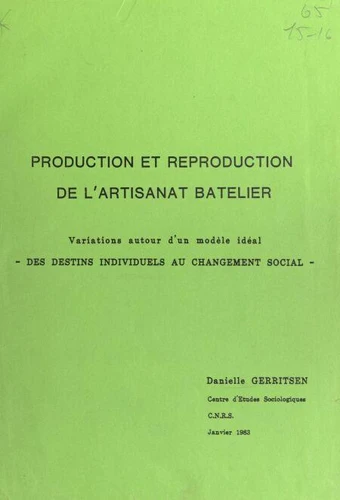 65
15-16
PRODUCTION ET REPRODUCTION
DE L'ARTISANAT BATELIER
Variations autour d'un modèle idéal
- DES DESTINS INDIVIDUELS AU CHANGEMENT SOCIAL -
Danielle GERRITSEN
Centre d'Etudes Sociologiques
C.N.R.S.
Janvier 1983